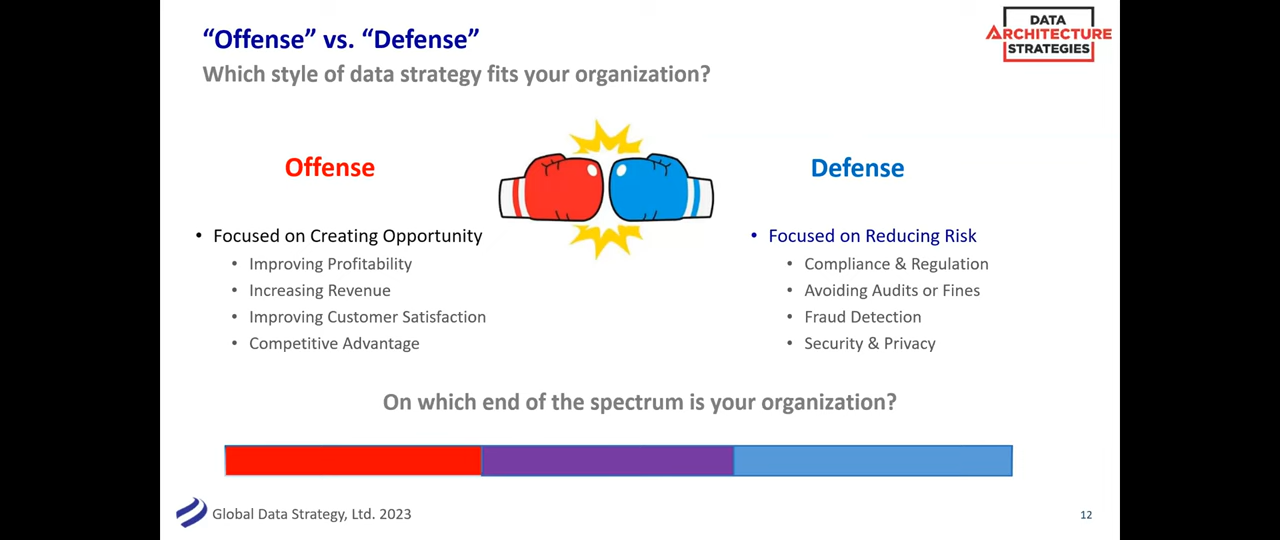 “Offense” vs. “Defense”
Which style of data strategy fits your organization?
DATA
ARCHITECTURE
STRATEGIES
Offense
• Focused on Creating Opportunity
• Improving Profitability
• Increasing Revenue
• Improving Customer Satisfaction
• Competitive Advantage
Defense
• Focused on Reducing Risk
• Compliance & Regulation
• Avoiding Audits or Fines
• Fraud Detection
• Security & Privacy
On which end of the spectrum is your organization?
Global Data Strategy, Ltd. 2023
12